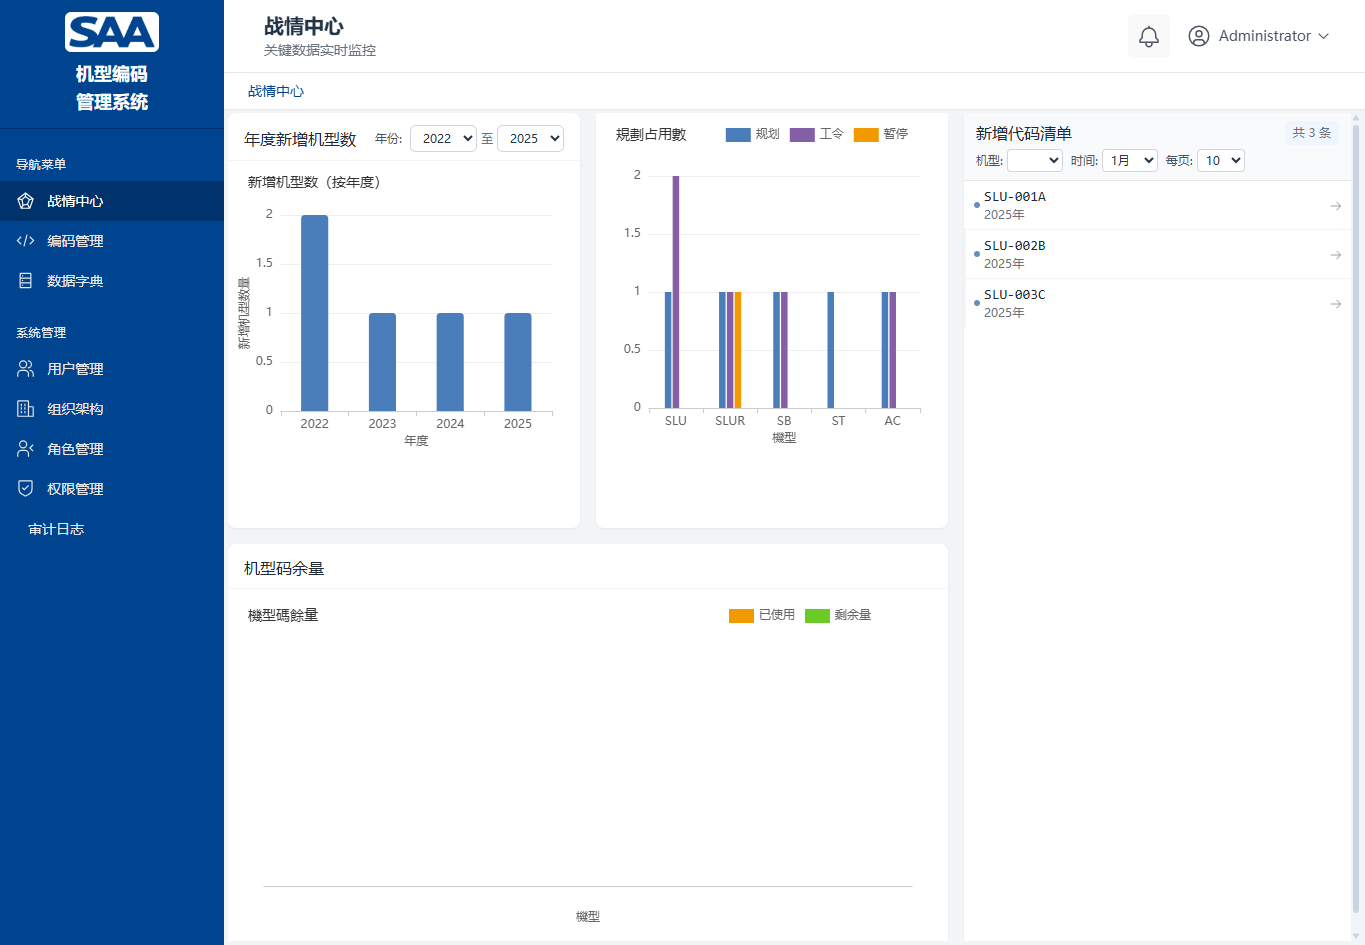 SAA
机型编码
管理系统
导航菜单
战情中心
编码管理
数据字典
系统管理
用户管理
组织架构
角色管理
权限管理
审计日志
战情中心
关键数据实时监控
Administrator
战情中心
年度新增机型数 年份: 2022 至 2025
新增机型数（按年度）
新增机型数量
2
1.5
1
0.5
0
2022 2023 2024 2025
年度
規劃占用數 规划 工令 暂停
2
1.5
1
0.5
0
SLU SLUR SB ST AC
機型
机型码余量
機型碼餘量 已使用 剩余量
機型
新增代码清单 共 3 条
机型: 时间: 1月 每页: 10
SLU-001A
2025年
SLU-002B
2025年
SLU-003C
2025年